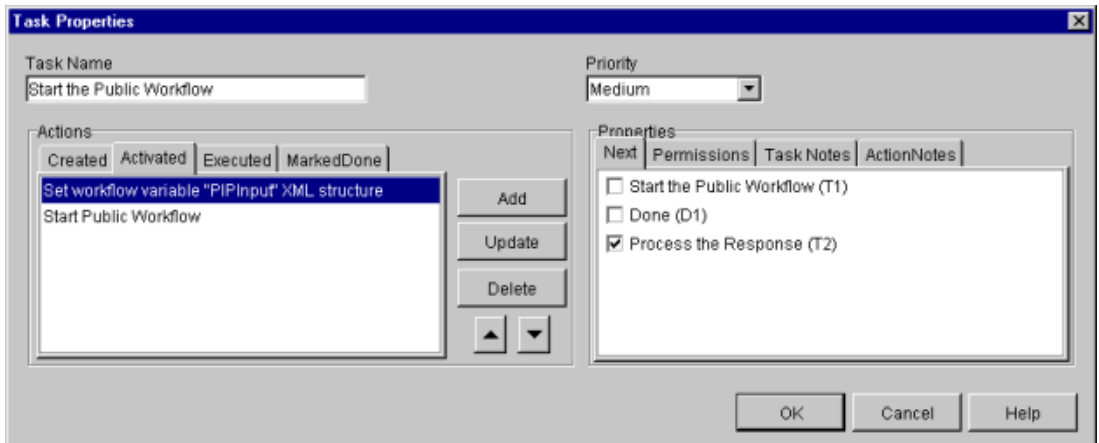 Task Properties
Task Name
Start the Public Workflow
Priority
Medium
Actions
Created Activated Executed MarkedDone
Set workflow variable "PIPInput" XML structure
Start Public Workflow
Add
Update
Delete
Properties
Next Permissions Task Notes ActionNotes
Start the Public Workflow (T1)
Done (D1)
Process the Response (T2)
OK Cancel Help